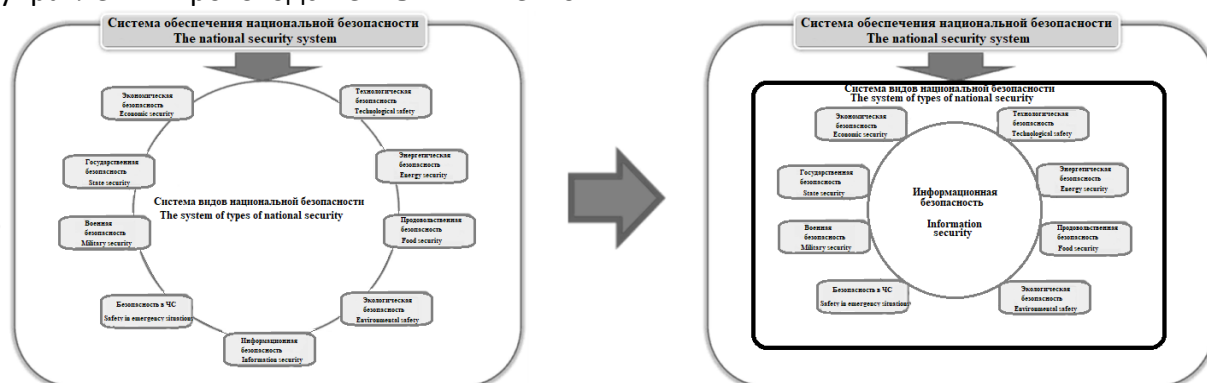 Система обеспечения национальной безопасности
The national security system
Экономическая
безопасность
Economic security
Технологическая
безопасность
Technological safety
Государственная
безопасность
State security
Энергетическая
безопасность
Energy security
Система видов национальной безопасности
The system of types of national security
Военная
безопасность
Military security
Продовольственная
безопасность
Food security
Безопасность в ЧС
Safety in emergency situations
Экологическая
безопасность
Environmental safety
Информационная
безопасность
Information security
Система обеспечения национальной безопасности
The national security system
Система видов национальной безопасности
The system of types of national security
Экономическая
безопасность
Economic security
Технологическая
безопасность
Technological safety
Государственная
безопасность
State security
Энергетическая
безопасность
Energy security
Информационная
безопасность
Information
security
Военная
безопасность
Military security
Продовольственная
безопасность
Food security
Безопасность в ЧС
Safety in emergency situations
Экологическая
безопасность
Environmental safety